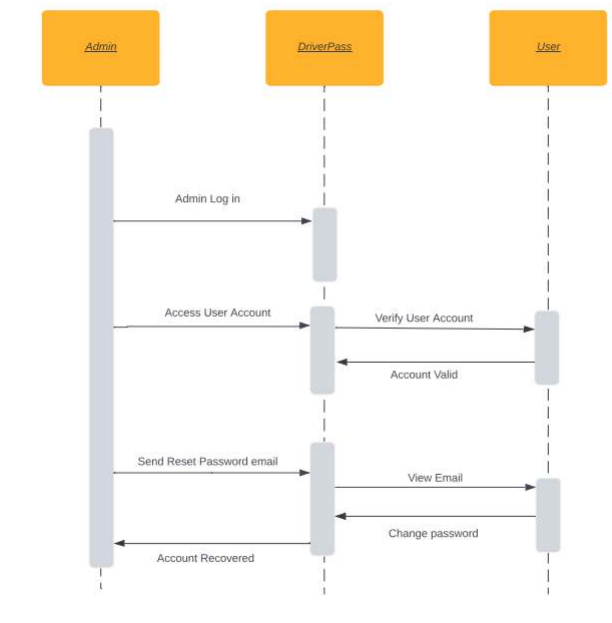 Admin
DriverPass
User
Admin Log in
Access User Account
Verify User Account
Account Valid
Send Reset Password email
View Email
Change password
Account Recovered